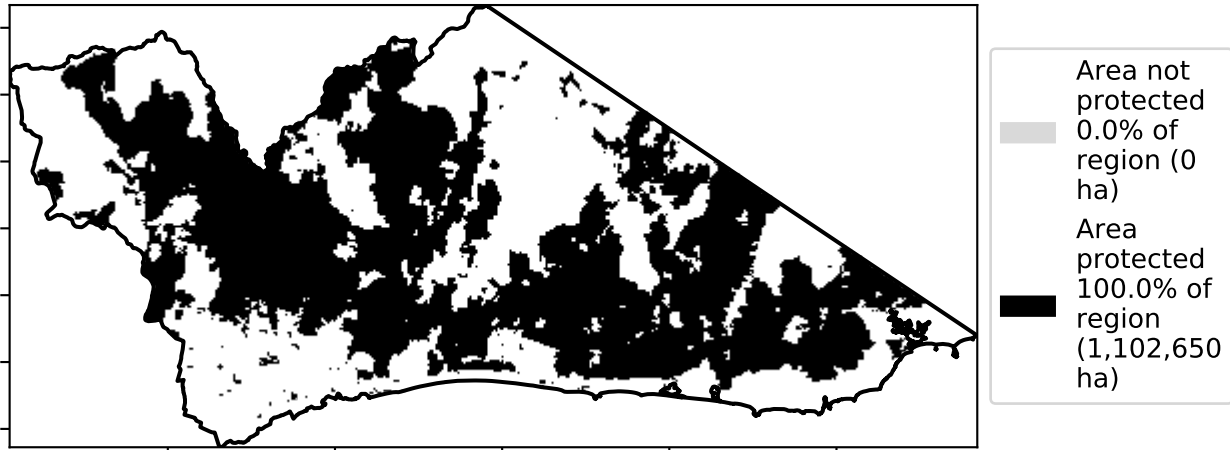 Area not
protected
0.0% of
region (0
ha)
Area
protected
100.0% of
region
(1,102,650
ha)